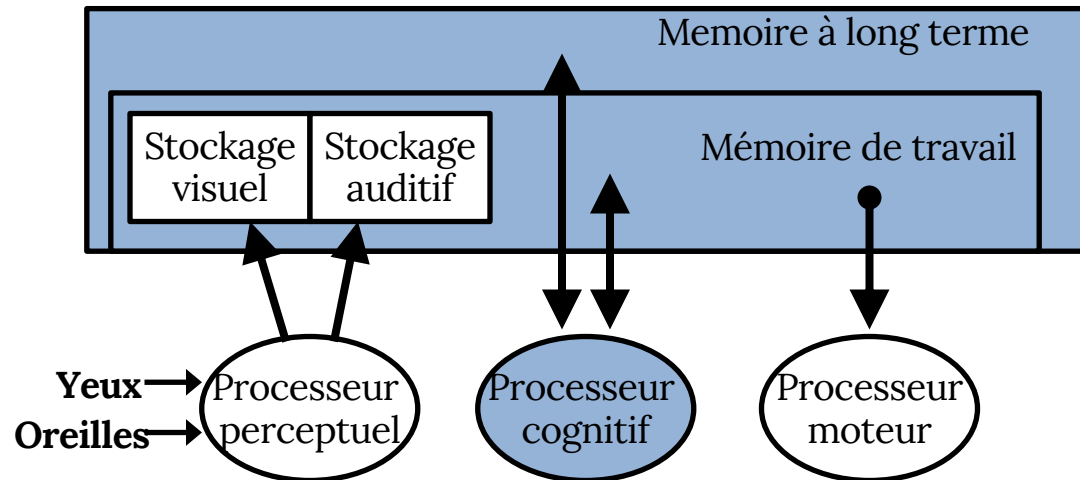 Memoire à long terme
Mémoire de travail
Stockage
visuel
Stockage
auditif
Yeux
Oreilles
Processeur
perceptuel
Processeur
cognitif
Processeur
moteur